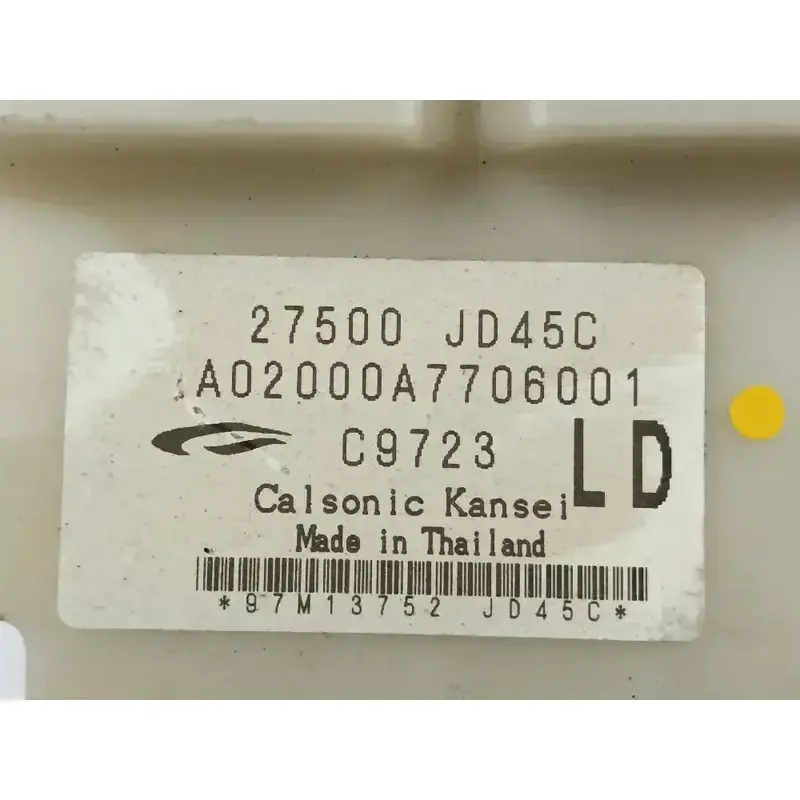 27500 JD45C
A02000A7706001
C9723
LD
Calsonic Kansei
Made in Thailand
*97M13752 JD45C*